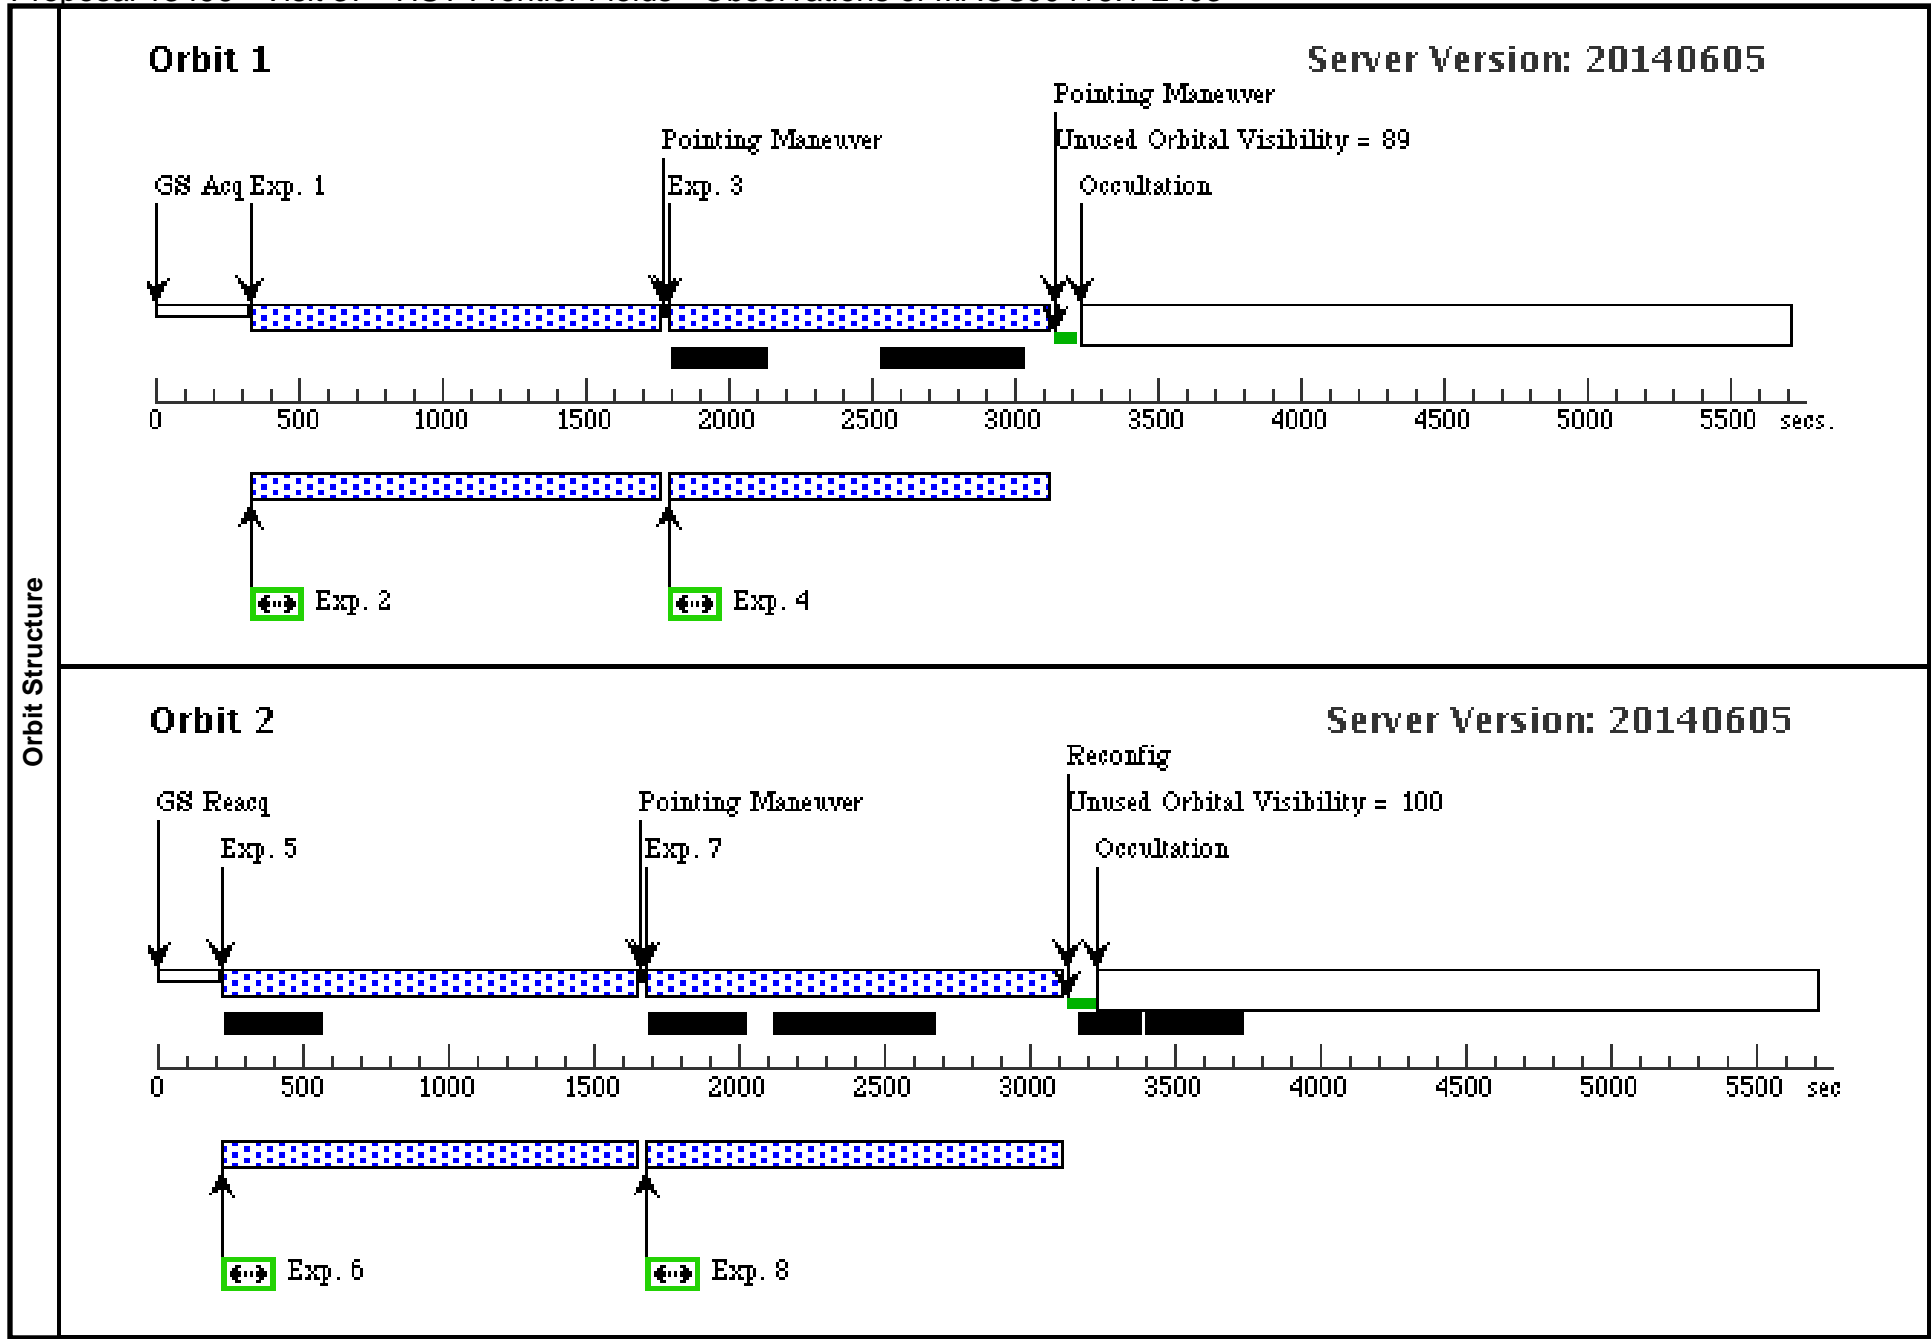 Orbit 1
Server Version: 20140605
Pointing Maneuver
Pointing Maneuver
Unused Orbital Visibility = 89
GS Acq
Exp. 1
Exp. 3
Occultation
0 500 1000 1500 2000 2500 3000 3500 4000 4500 5000 5500 secs.
Exp. 2
Exp. 4
Orbit Structure
Orbit 2
Server Version: 20140605
Reconfig
GS Reacq
Pointing Maneuver
Unused Orbital Visibility = 100
Exp. 5
Exp. 7
Occultation
0 500 1000 1500 2000 2500 3000 3500 4000 4500 5000 5500 sec
Exp. 6
Exp. 8